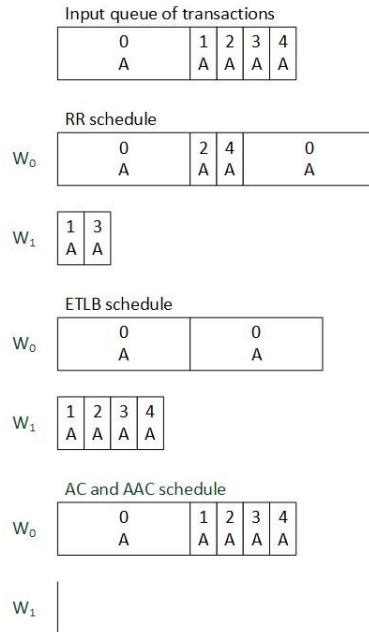 Input queue of transactions
0 1 2 3 4
A A A A A
RR schedule
W0
0 2 4 0
A A A A
W1
1 3
A A
ETLB schedule
W0
0 0
A A
W1
1 2 3 4
A A A A
AC and AAC schedule
W0
0 1 2 3 4
A A A A A
W1